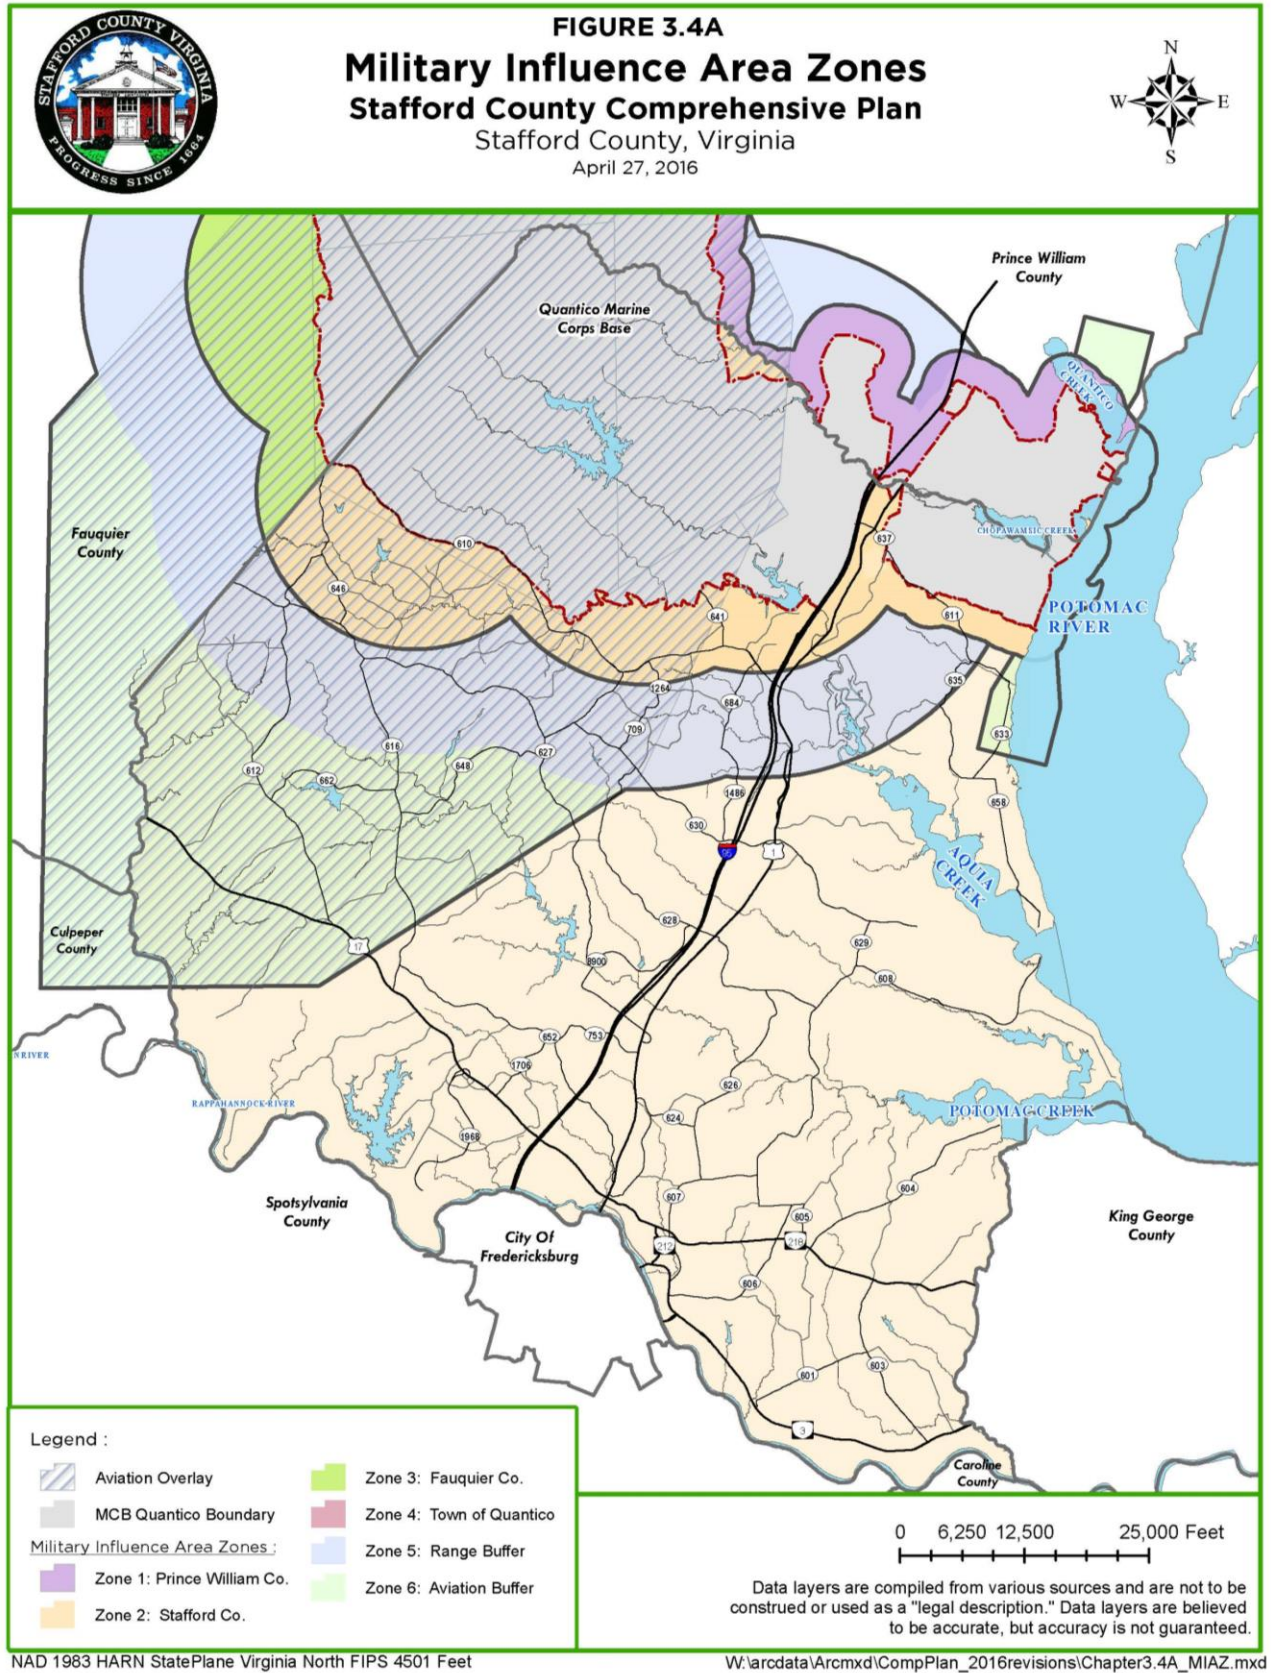 STAFFORD COUNTY VIRGINIA
PROGRESS SINCE 1664
FIGURE 3.4A
Military Influence Area Zones
Stafford County Comprehensive Plan
Stafford County, Virginia
April 27, 2016
N
W
E
S
Prince William
County
Quantico Marine
Corps Base
QUANTICO
CREEK
Fauquier
County
CHOPAWAMSIC CREEK
610
637
646
641
611
POTOMAC
RIVER
1264
684
635
709
633
616
627
612
662
648
1486
658
630
95
1
AQUIA
CREEK
628
629
Culpeper
County
17
8900
608
N RIVER
652
753
1706
626
RAPPAHANNOCK RIVER
POTOMAC CREEK
624
1968
604
607
Spotsylvania
County
605
King George
County
City Of
Fredericksburg
212
218
606
603
601
3
Caroline
County
Legend :
Aviation Overlay
MCB Quantico Boundary
Military Influence Area Zones :
Zone 1: Prince William Co.
Zone 2: Stafford Co.
Zone 3: Fauquier Co.
Zone 4: Town of Quantico
Zone 5: Range Buffer
Zone 6: Aviation Buffer
0 6,250 12,500 25,000 Feet
Data layers are compiled from various sources and are not to be
construed or used as a "legal description." Data layers are believed
to be accurate, but accuracy is not guaranteed.
NAD 1983 HARN StatePlane Virginia North FIPS 4501 Feet
W:\arcdata\Arcmxd\CompPlan_2016revisions\Chapter3.4A_MIAZ.mxd